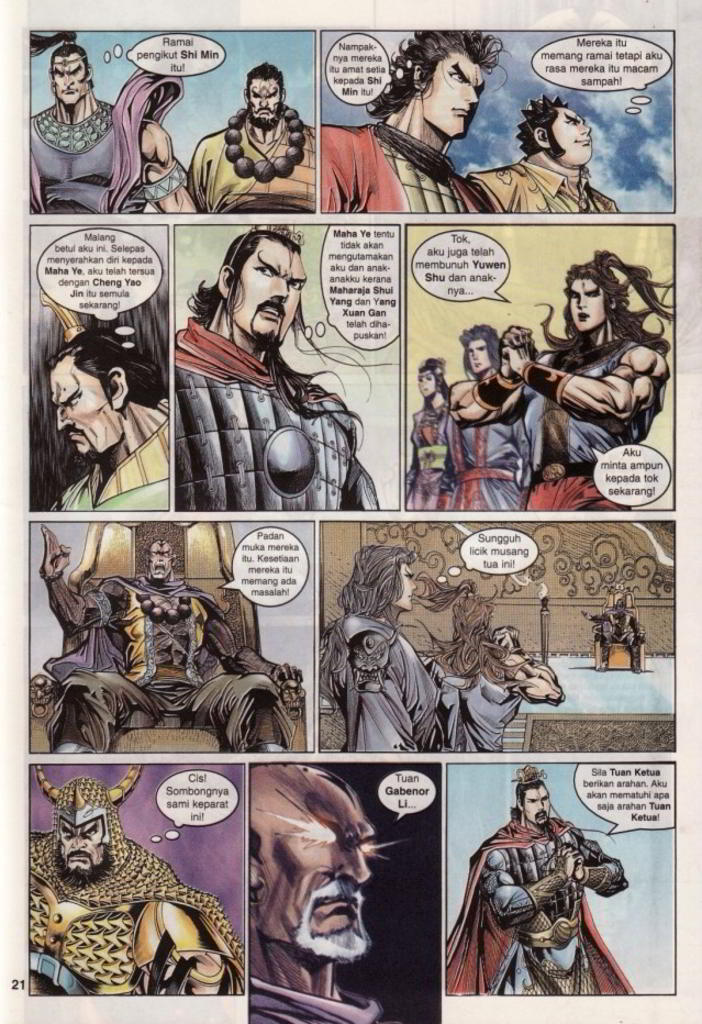 Ramai
pengikut Shi Min
itu!
Nampak-
nya mereka
itu amat setia
kepada Shi
Min itu!
Mereka itu
memang ramai tetapi aku
rasa mereka itu macam
sampah!
Malang
betul aku ini. Selepas
menyerahkan diri kepada
Maha Ye, aku telah tersua
dengan Cheng Yao
Jin itu semula
sekarang!
Maha Ye tentu
tidak akan
mengutamakan
aku dan anak-
anakku kerana
Maharaja Shui
Yang dan Yang
Xuan Gan
telah diha-
puskan!
Tok,
aku juga telah
membunuh Yuwen
Shu dan anak-
nya...
Aku
minta ampun
kepada tok
sekarang!
Padan
muka mereka
itu. Kesetiaan
mereka itu
memang ada
masalah!
Sungguh
licik musang
tua ini!
Cis!
Sombongnya
sami keparat
ini!
Tuan
Gabenor
Li...
Sila Tuan Ketua
berikan arahan. Aku
akan mematuhi apa
saja arahan Tuan
Ketua!
21